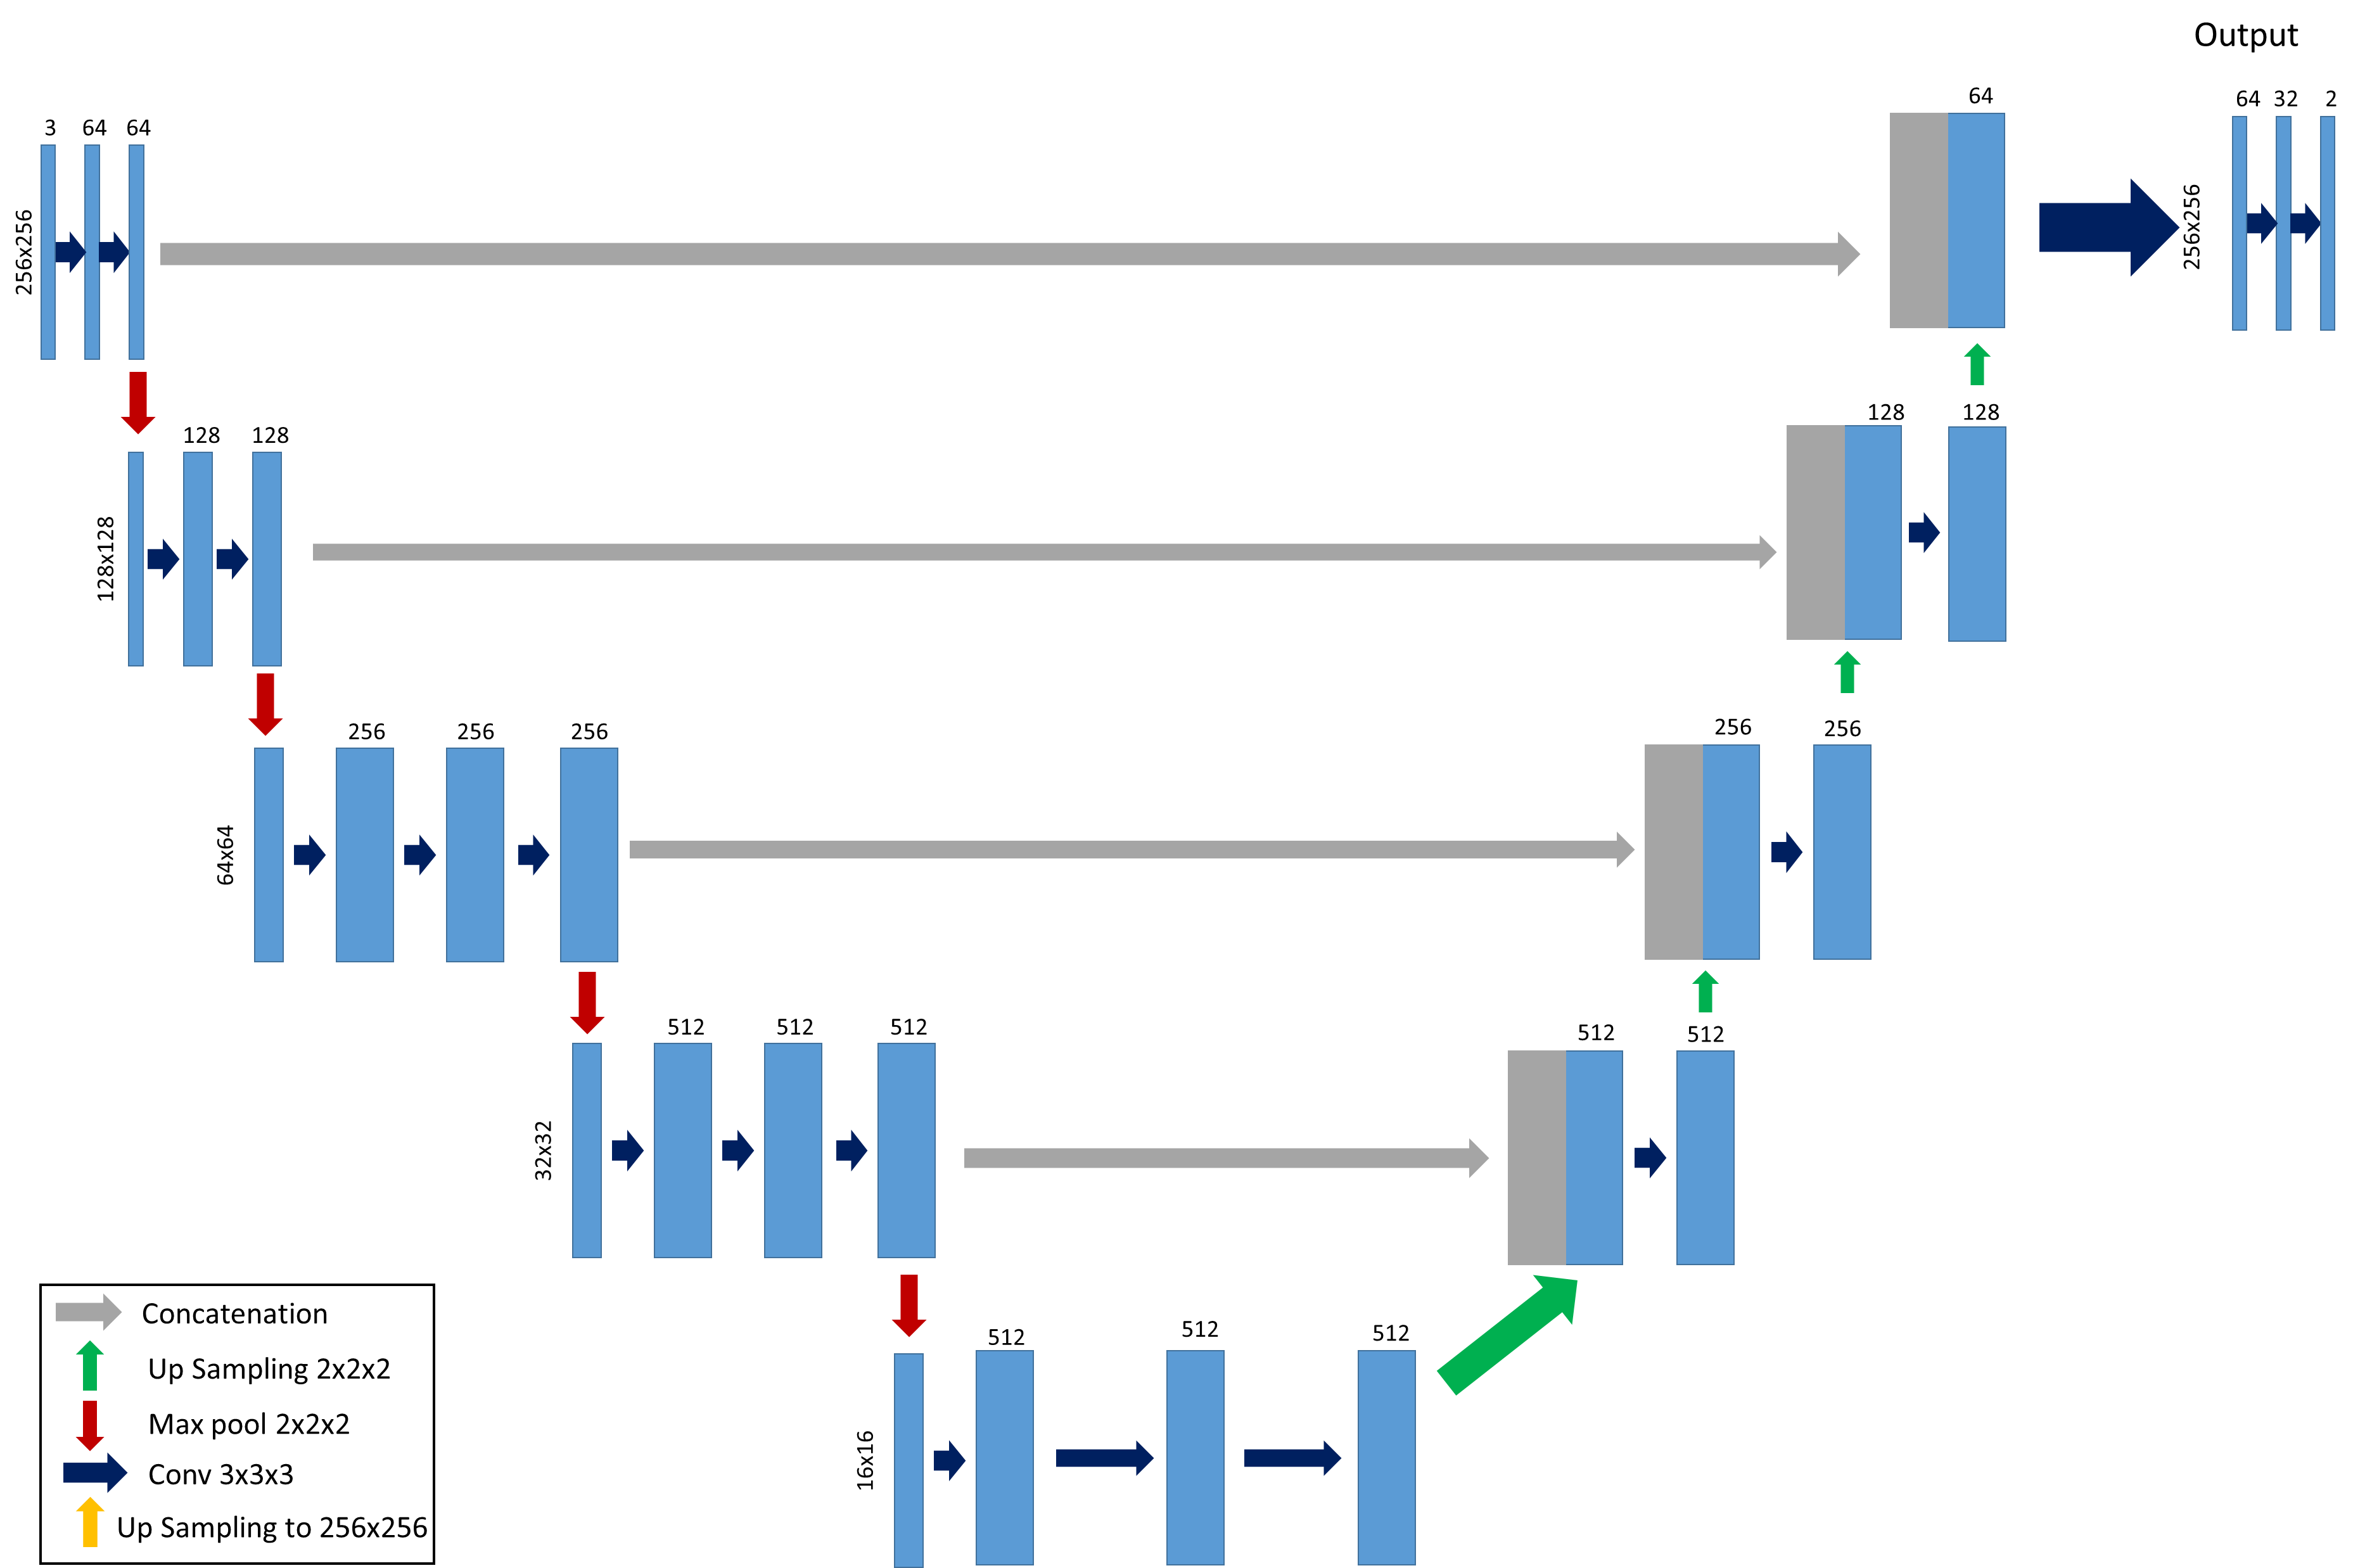 Output
64
64 32 2
3 64 64
256x256
256x256
128 128
128 128
128x128
256 256 256
256 256
64x64
512 512 512
512 512
32x32
512 512 512
16x16
Concatenation
Up Sampling 2x2x2
Max pool 2x2x2
Conv 3x3x3
Up Sampling to 256x256